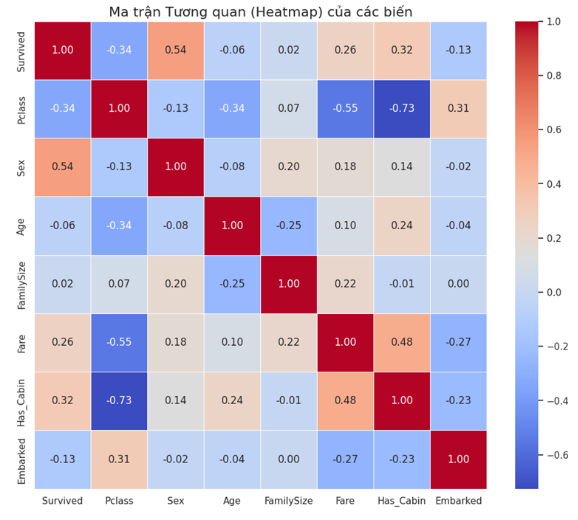 Ma trận Tương quan (Heatmap) của các biến
Survived 1.00 -0.34 0.54 -0.06 0.02 0.26 0.32 -0.13
Pclass -0.34 1.00 -0.13 -0.34 0.07 -0.55 -0.73 0.31
Sex 0.54 -0.13 1.00 -0.08 0.20 0.18 0.14 -0.02
Age -0.06 -0.34 -0.08 1.00 -0.25 0.10 0.24 -0.04
FamilySize 0.02 0.07 0.20 -0.25 1.00 0.22 -0.01 0.00
Fare 0.26 -0.55 0.18 0.10 0.22 1.00 0.48 -0.27
Has_Cabin 0.32 -0.73 0.14 0.24 -0.01 0.48 1.00 -0.23
Embarked -0.13 0.31 -0.02 -0.04 0.00 -0.27 -0.23 1.00
Survived Pclass Sex Age FamilySize Fare Has_Cabin Embarked
1.0
0.8
0.6
0.4
0.2
0.0
−0.2
−0.4
−0.6